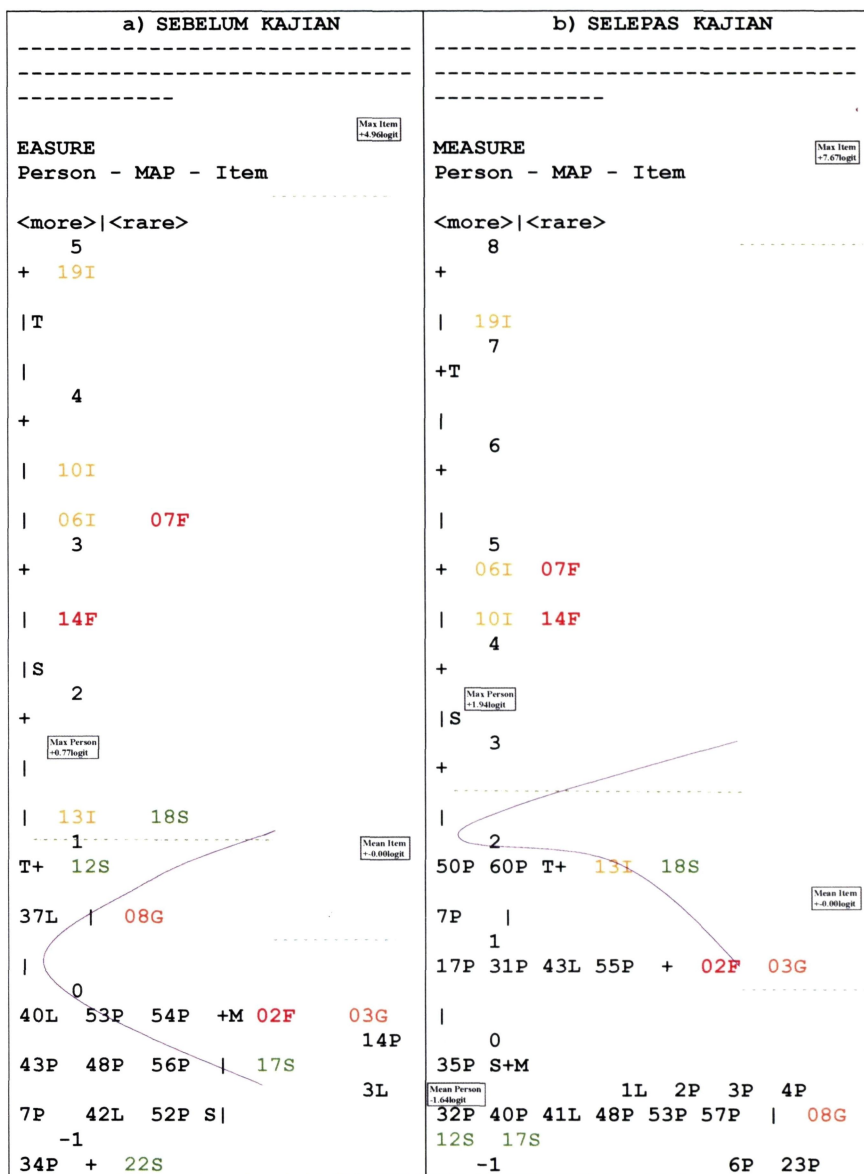 a) SEBELUM KAJIAN
-------------------------------
-------------------------------
------------
Max Item
+4.96logit
EASURE
Person - MAP - Item
<more>|<rare>
5
+ 19I
|T
|
4
+
| 10I
| 06I 07F
3
+
| 14F
|S
2
+
Max Person
+0.77logit
|
| 13I 18S
1
Mean Item
+-0.00logit
T+ 12S
37L | 08G
|
0
40L 53P 54P +M 02F 03G
14P
43P 48P 56P | 17S
3L
7P 42L 52P S|
-1
34P + 22S
b) SELEPAS KAJIAN
---------------------------------
---------------------------------
-------------
MEASURE
Max Item
+7.67logit
Person - MAP - Item
<more>|<rare>
8
+
| 19I
7
+T
|
6
+
|
5
+ 06I 07F
| 10I 14F
4
+
Max Person
+1.94logit
|S
3
+
|
2
50P 60P T+ 13I 18S
Mean Item
+-0.00logit
7P |
1
17P 31P 43L 55P + 02F 03G
|
0
35P S+M
Mean Person
-1.64logit
1L 2P 3P 4P
32P 40P 41L 48P 53P 57P | 08G
12S 17S
-1 6P 23P